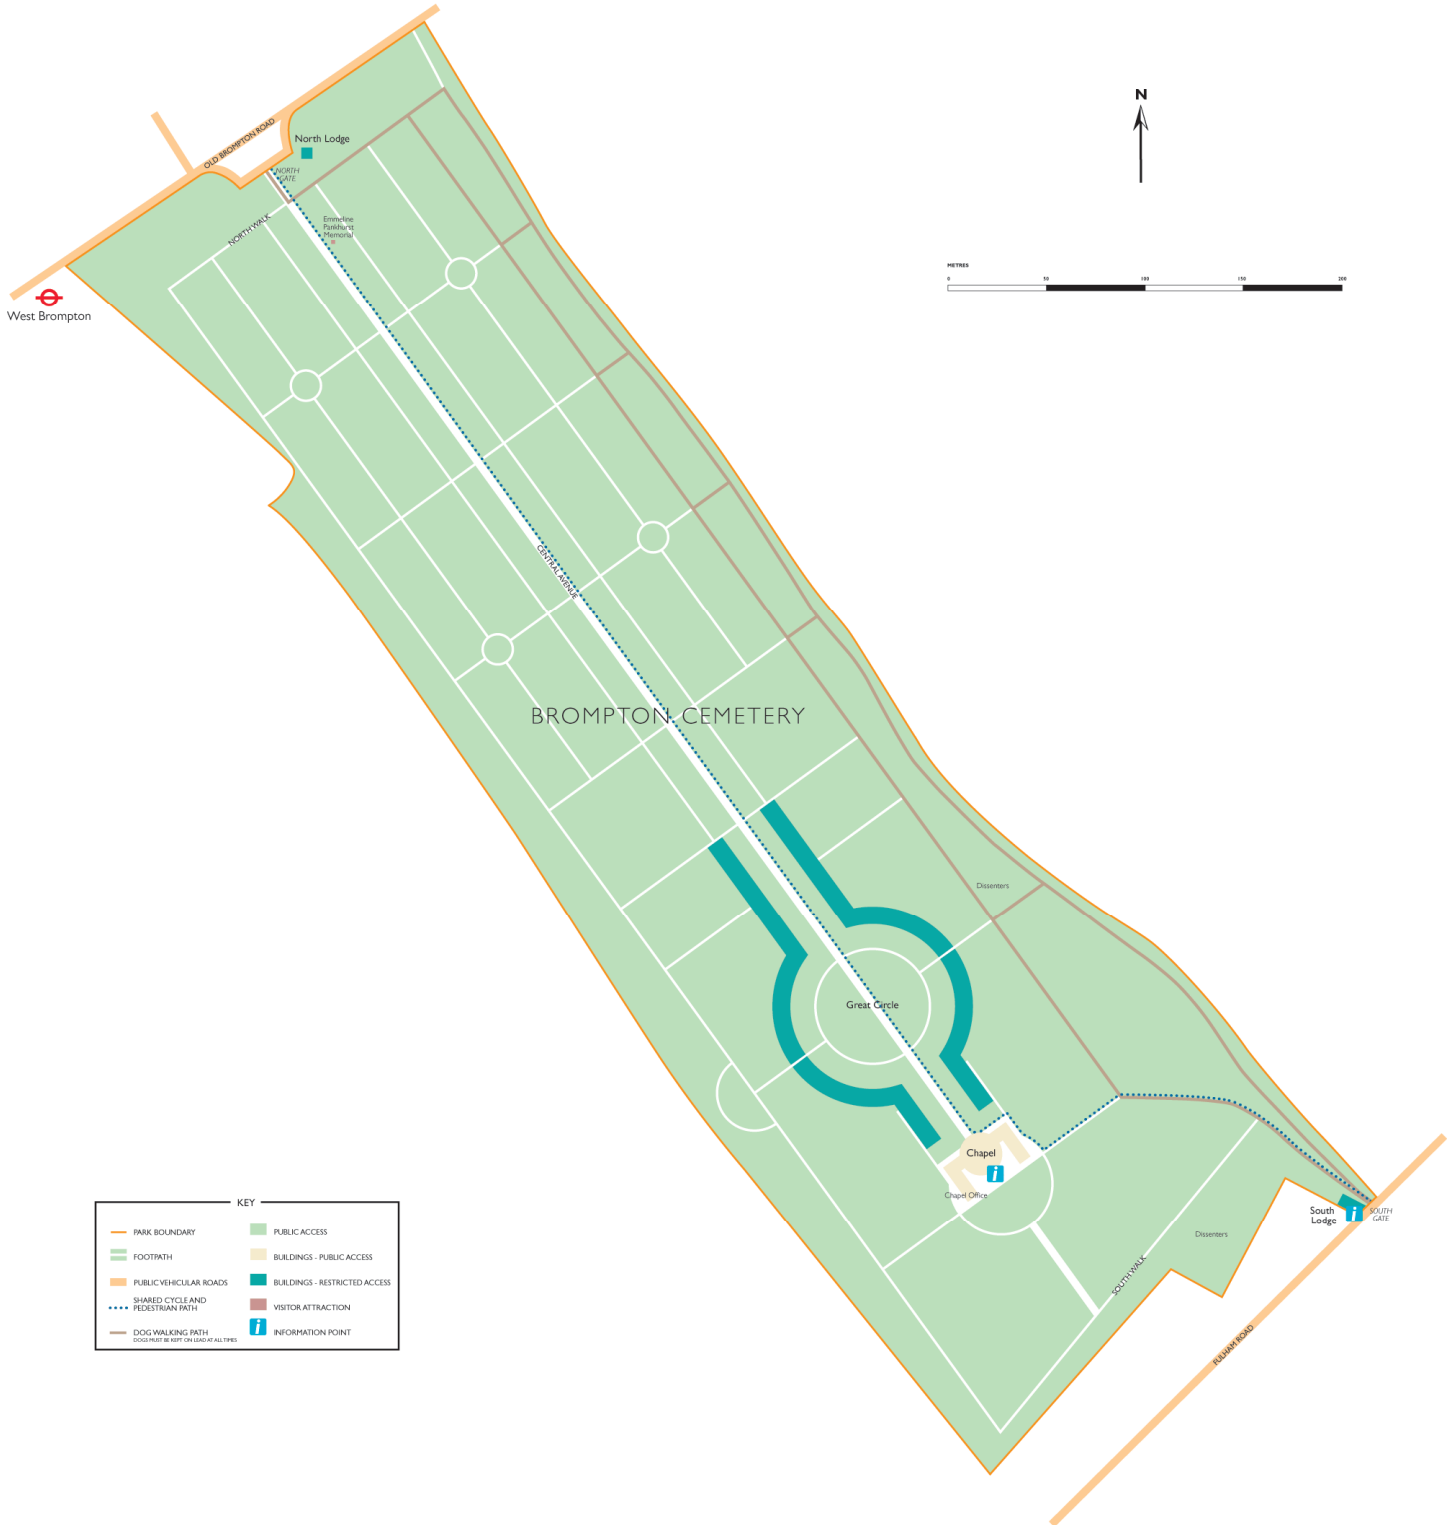 N
OLD BROMPTON ROAD
North Lodge
NORTH
GATE
NORTH WALK
Emmeline
Pankhurst
Memorial
METRES
0 50 100 150 200
West Brompton
CENTRAL AVENUE
BROMPTON CEMETERY
Dissenters
Great Circle
Chapel
i
Chapel Office
South
Lodge
i
SOUTH
GATE
Dissenters
SOUTH WALK
FULHAM ROAD
KEY
PARK BOUNDARY
FOOTPATH
PUBLIC VEHICULAR ROADS
SHARED CYCLE AND
PEDESTRIAN PATH
DOG WALKING PATH
DOGS MUST BE KEPT ON LEAD AT ALL TIMES
PUBLIC ACCESS
BUILDINGS - PUBLIC ACCESS
BUILDINGS - RESTRICTED ACCESS
VISITOR ATTRACTION
i
INFORMATION POINT